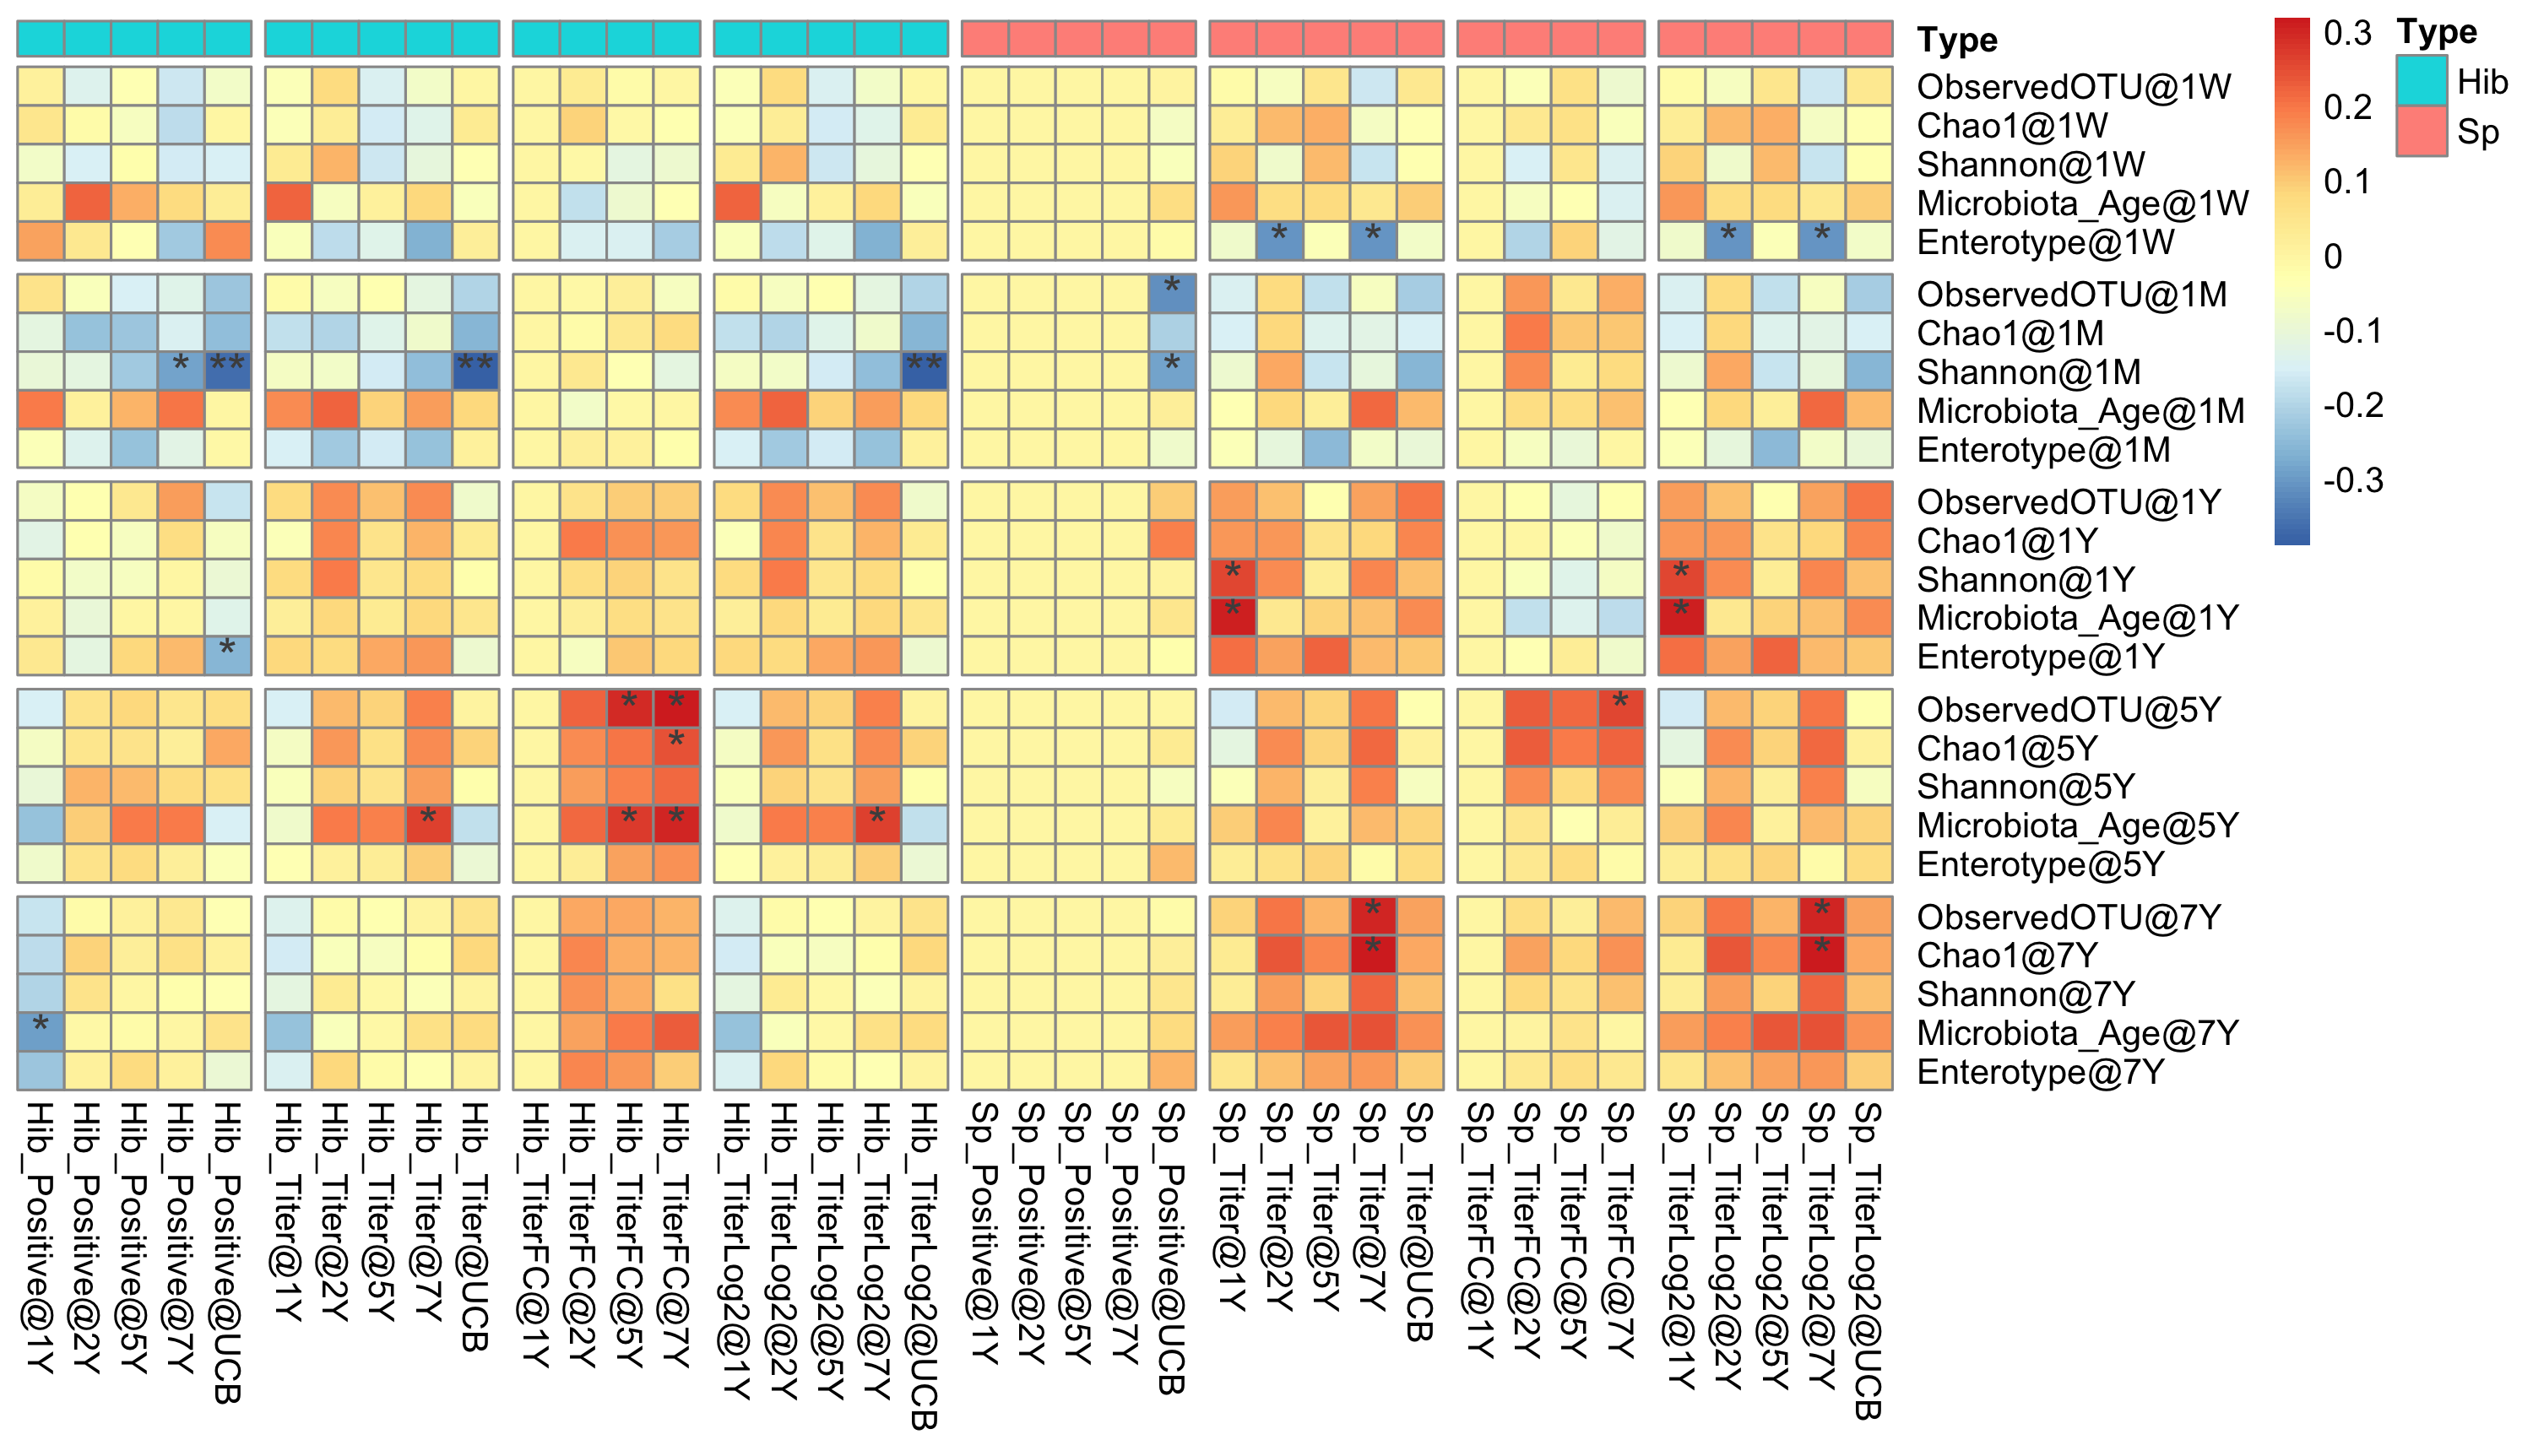 Type
ObservedOTU@1W
Chao1@1W
Shannon@1W
Microbiota_Age@1W
Enterotype@1W
* * * *
ObservedOTU@1M
*
Chao1@1M
Shannon@1M
* ** ** ** *
Microbiota_Age@1M
Enterotype@1M
ObservedOTU@1Y
Chao1@1Y
Shannon@1Y
* *
Microbiota_Age@1Y
* *
Enterotype@1Y
*
ObservedOTU@5Y
* * *
Chao1@5Y
*
Shannon@5Y
Microbiota_Age@5Y
* * * *
Enterotype@5Y
ObservedOTU@7Y
* *
Chao1@7Y
* *
Shannon@7Y
Microbiota_Age@7Y
*
Enterotype@7Y
Hib_Positive@1Y
Hib_Positive@2Y
Hib_Positive@5Y
Hib_Positive@7Y
Hib_Positive@UCB
Hib_Titer@1Y
Hib_Titer@2Y
Hib_Titer@5Y
Hib_Titer@7Y
Hib_Titer@UCB
Hib_TiterFC@1Y
Hib_TiterFC@2Y
Hib_TiterFC@5Y
Hib_TiterFC@7Y
Hib_TiterLog2@1Y
Hib_TiterLog2@2Y
Hib_TiterLog2@5Y
Hib_TiterLog2@7Y
Hib_TiterLog2@UCB
Sp_Positive@1Y
Sp_Positive@2Y
Sp_Positive@5Y
Sp_Positive@7Y
Sp_Positive@UCB
Sp_Titer@1Y
Sp_Titer@2Y
Sp_Titer@5Y
Sp_Titer@7Y
Sp_Titer@UCB
Sp_TiterFC@1Y
Sp_TiterFC@2Y
Sp_TiterFC@5Y
Sp_TiterFC@7Y
Sp_TiterLog2@1Y
Sp_TiterLog2@2Y
Sp_TiterLog2@5Y
Sp_TiterLog2@7Y
Sp_TiterLog2@UCB
0.3
0.2
0.1
0
-0.1
-0.2
-0.3
Type
Hib
Sp